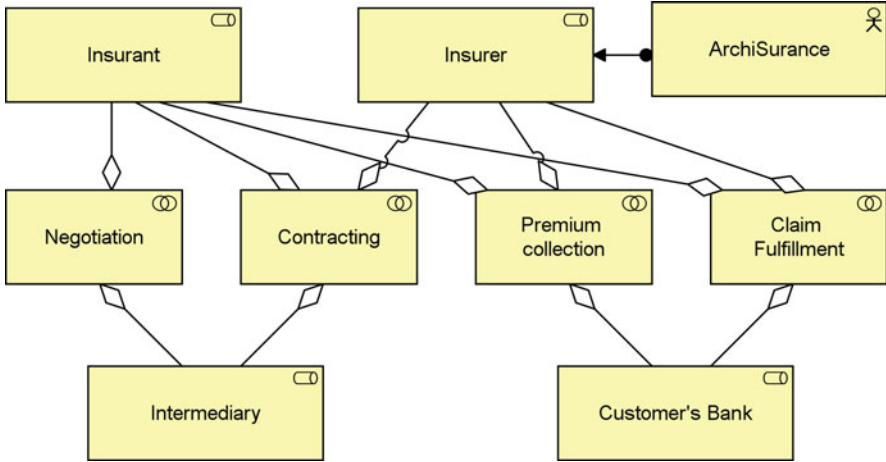 Insurant
Insurer
ArchiSurance
Negotiation
Contracting
Premium
collection
Claim
Fulfillment
Intermediary
Customer's Bank